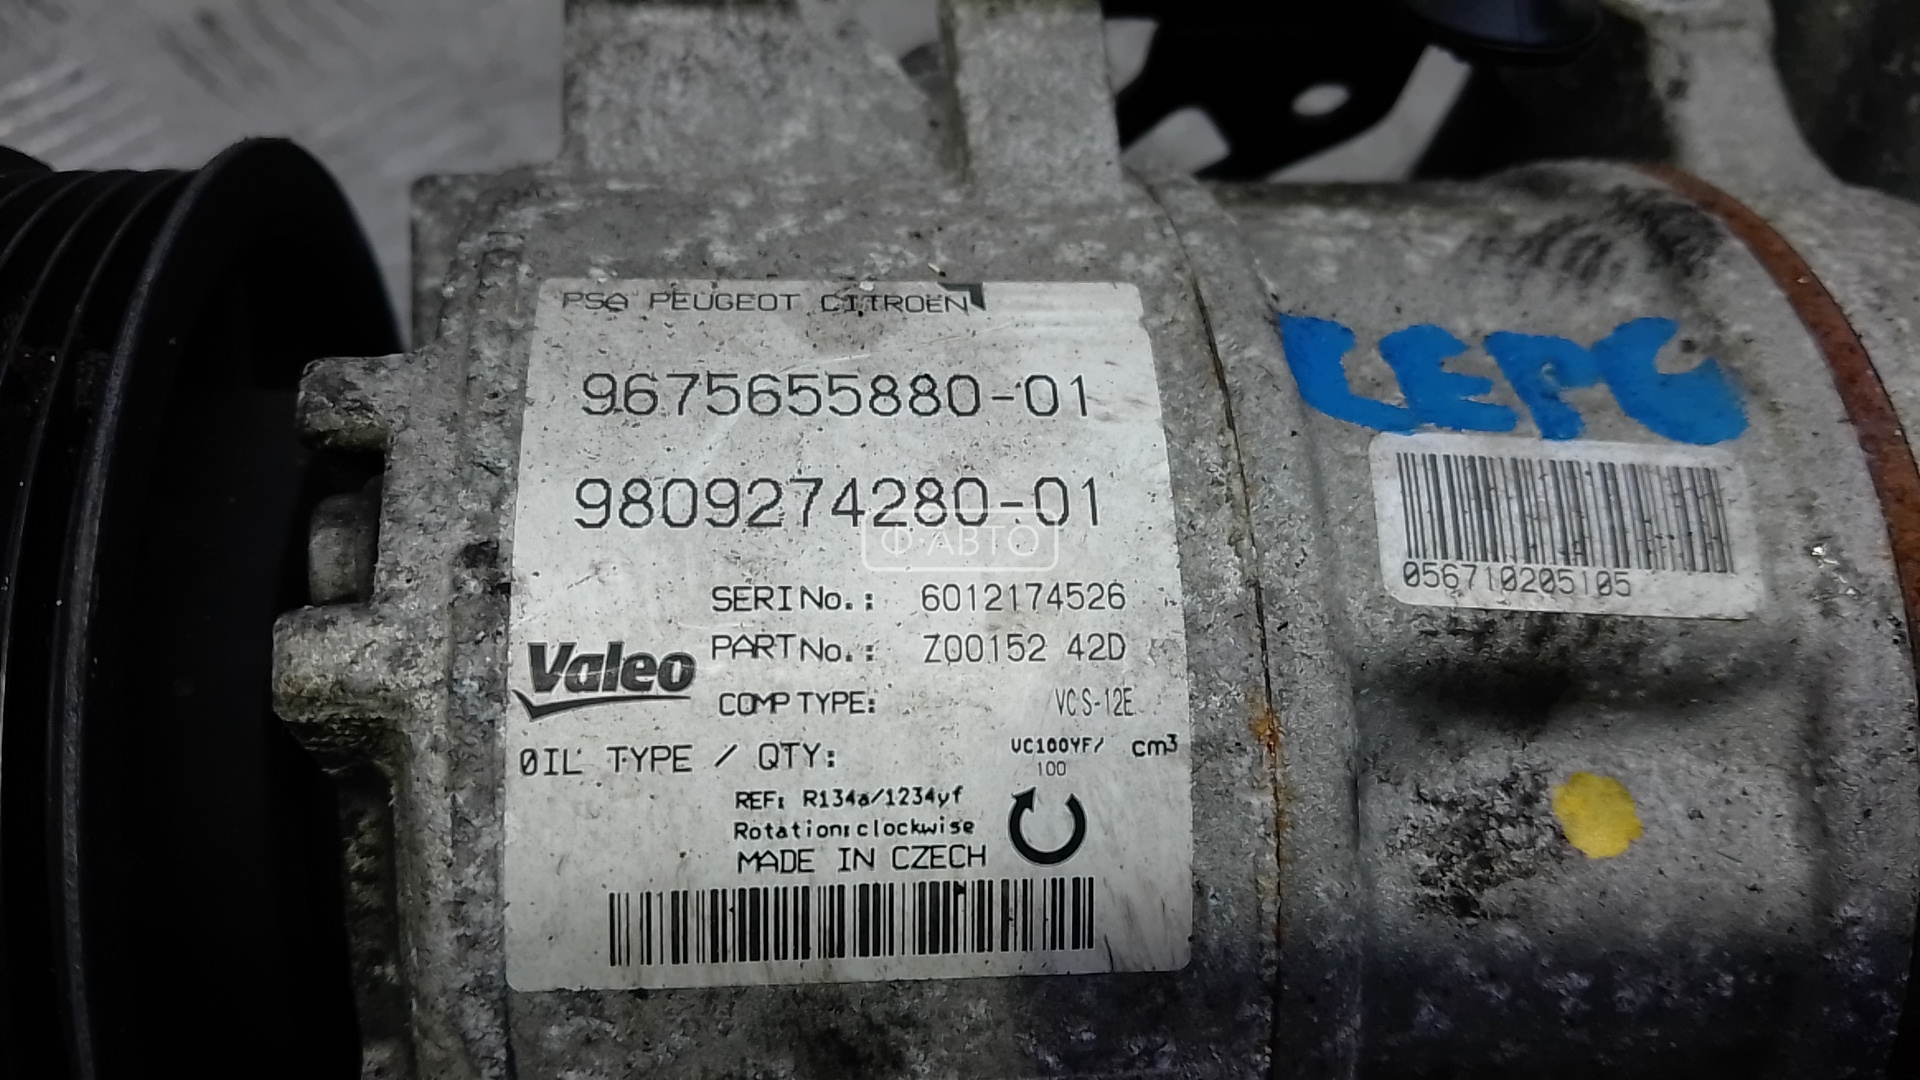 PSA PEUGEOT CITROEN
9675655880-01
9809274280-01
Ф·АВТО
SERI No.: 6012174526
PART No.: Z00152 42D
Valeo
COMP TYPE: VCS-12E
OIL TYPE / QTY: VC100YF/ 100 cm³
REF: R134a/1234yf
Rotation:clockwise
MADE IN CZECH
056710205105